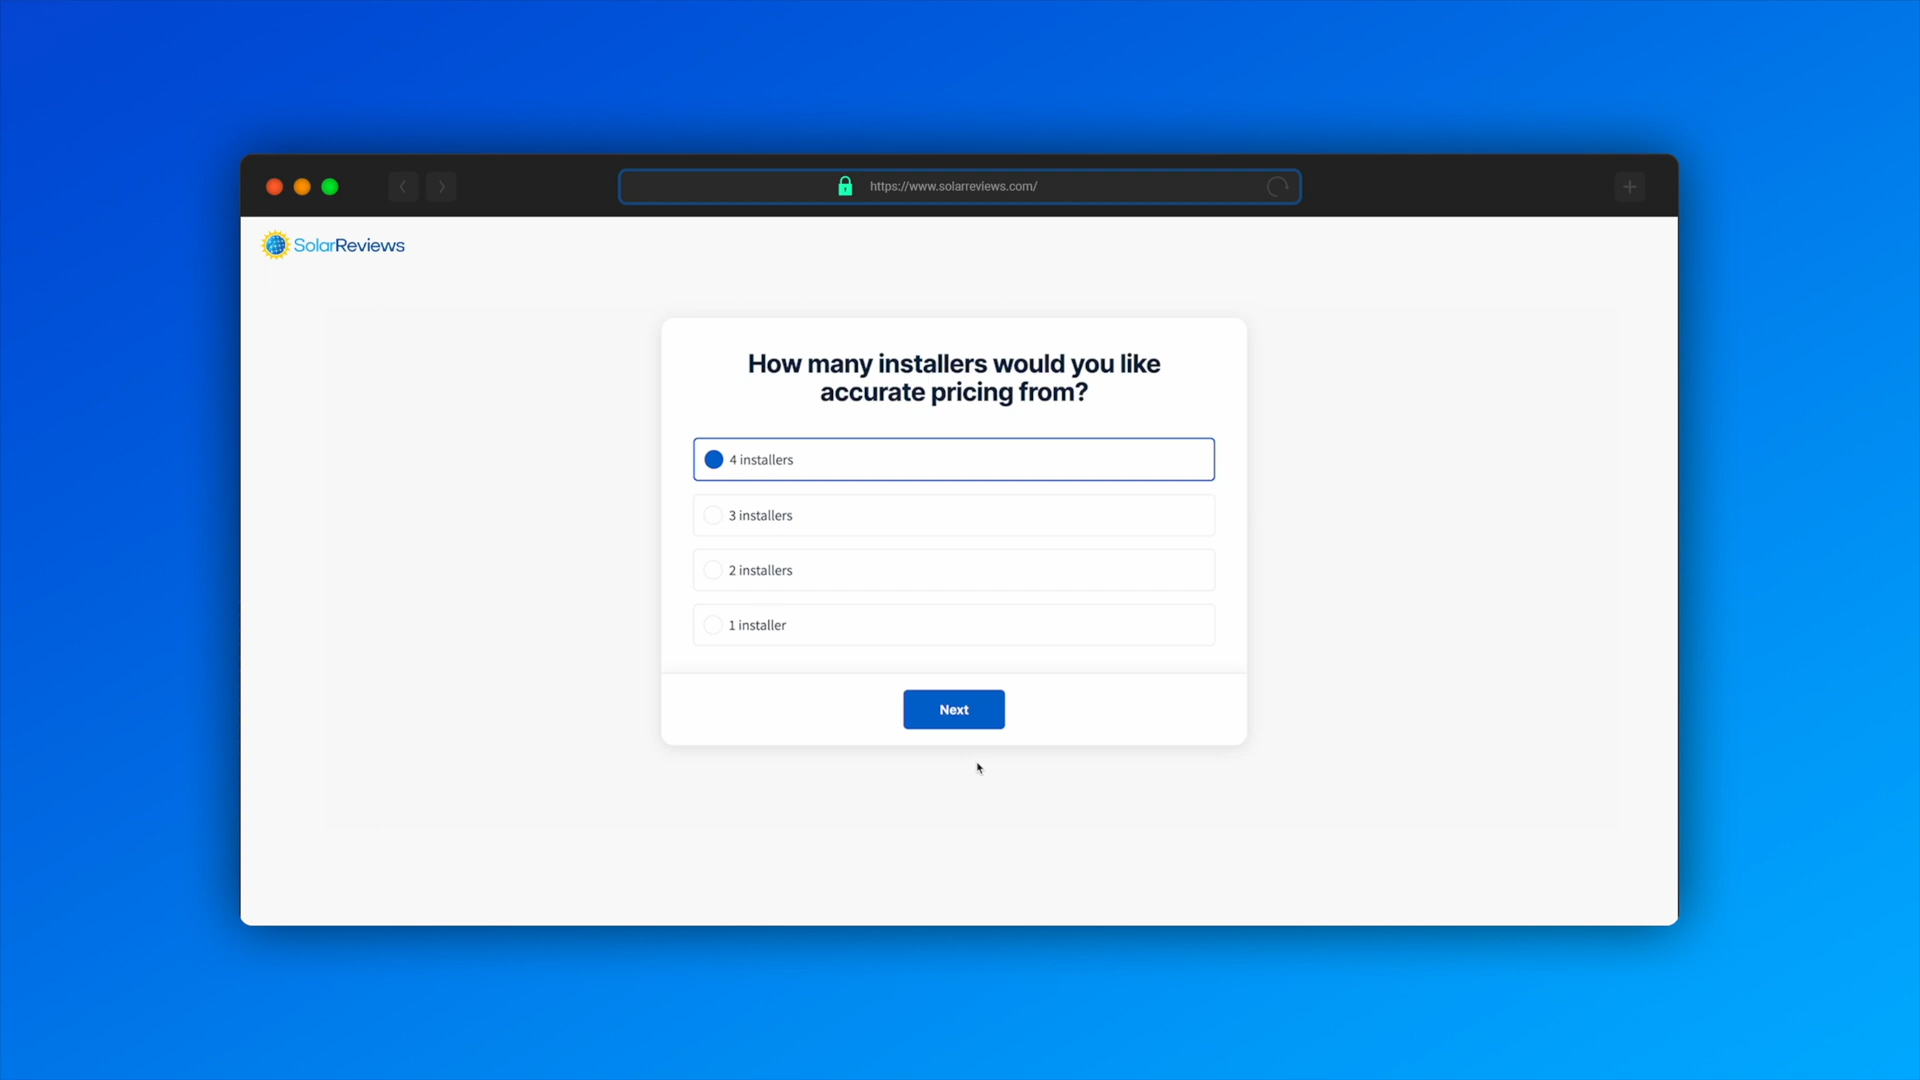 https://www.solarreviews.com/
SolarReviews
How many installers would you like
accurate pricing from?
4 installers
3 installers
2 installers
1 installer
Next